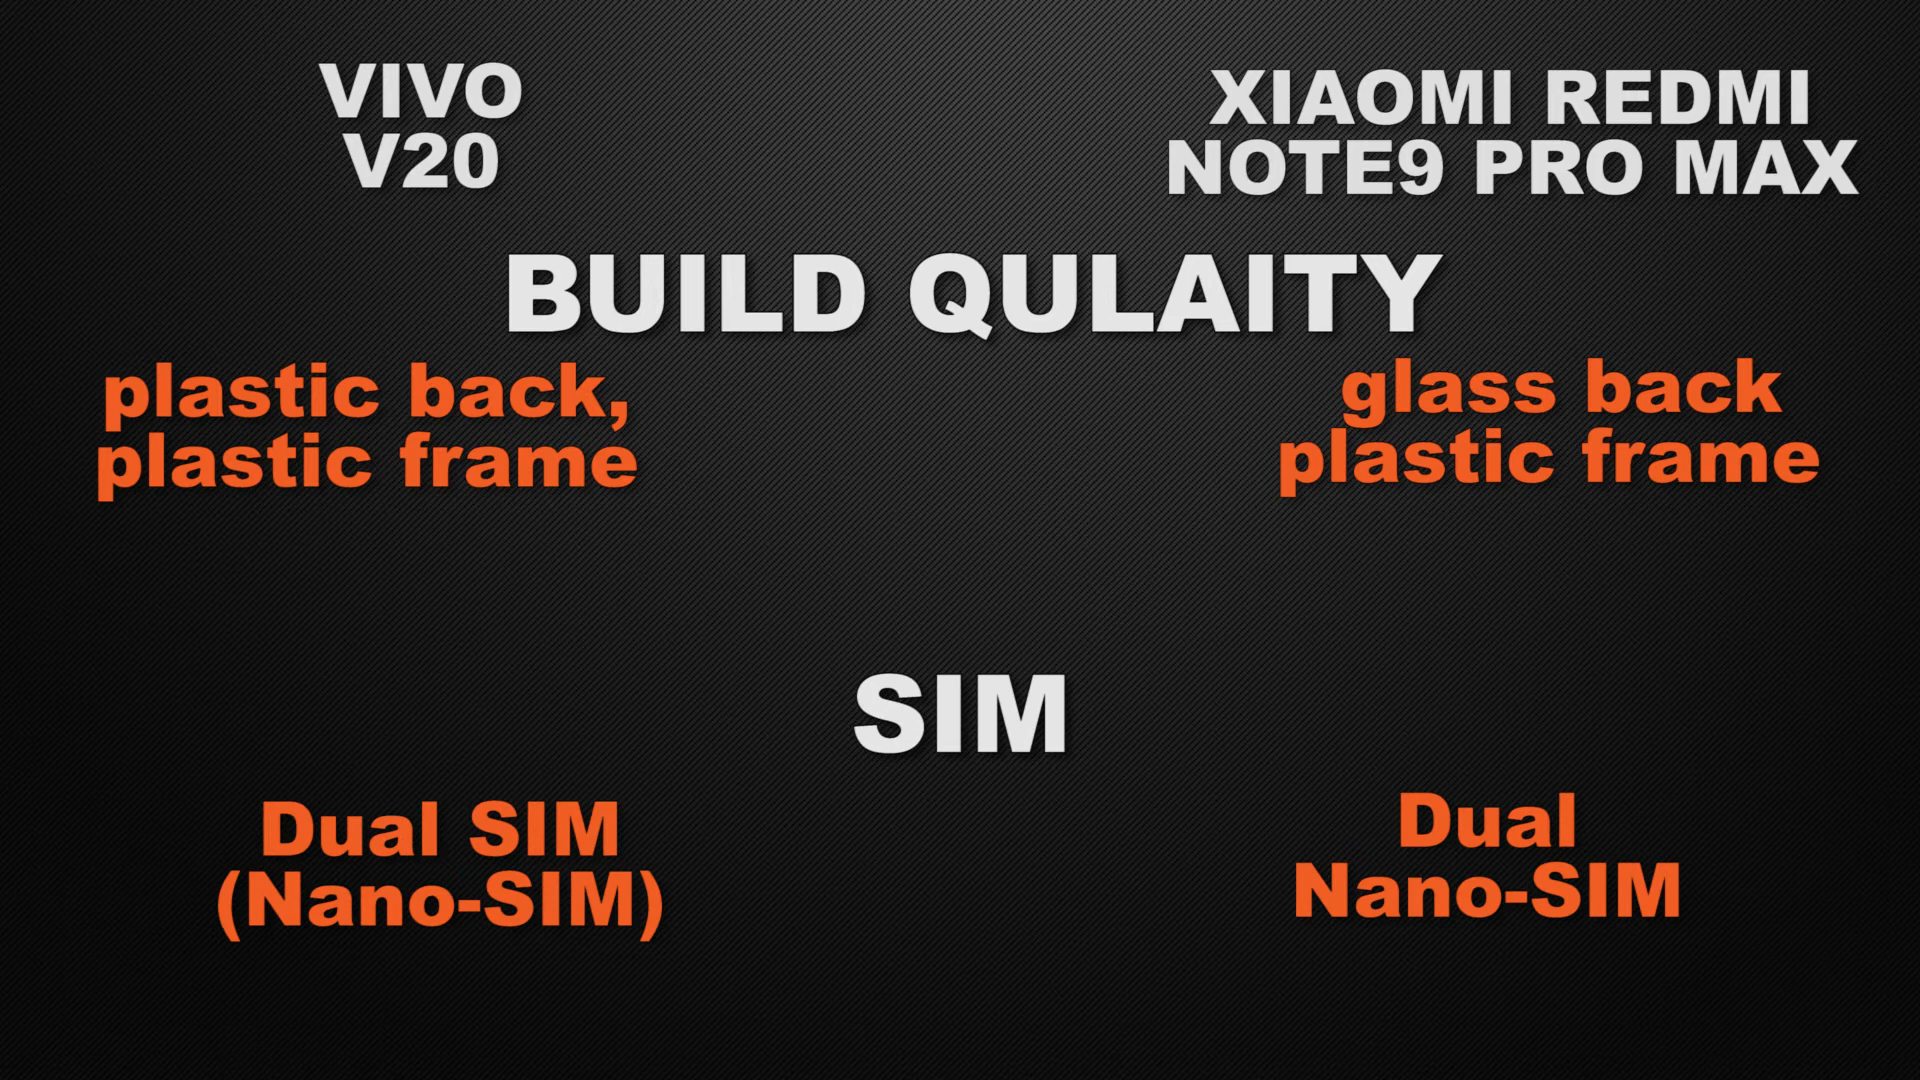 VIVO
V20
XIAOMI REDMI
NOTE9 PRO MAX
BUILD QULAITY
plastic back,
plastic frame
glass back
plastic frame
SIM
Dual SIM
(Nano-SIM)
Dual
Nano-SIM